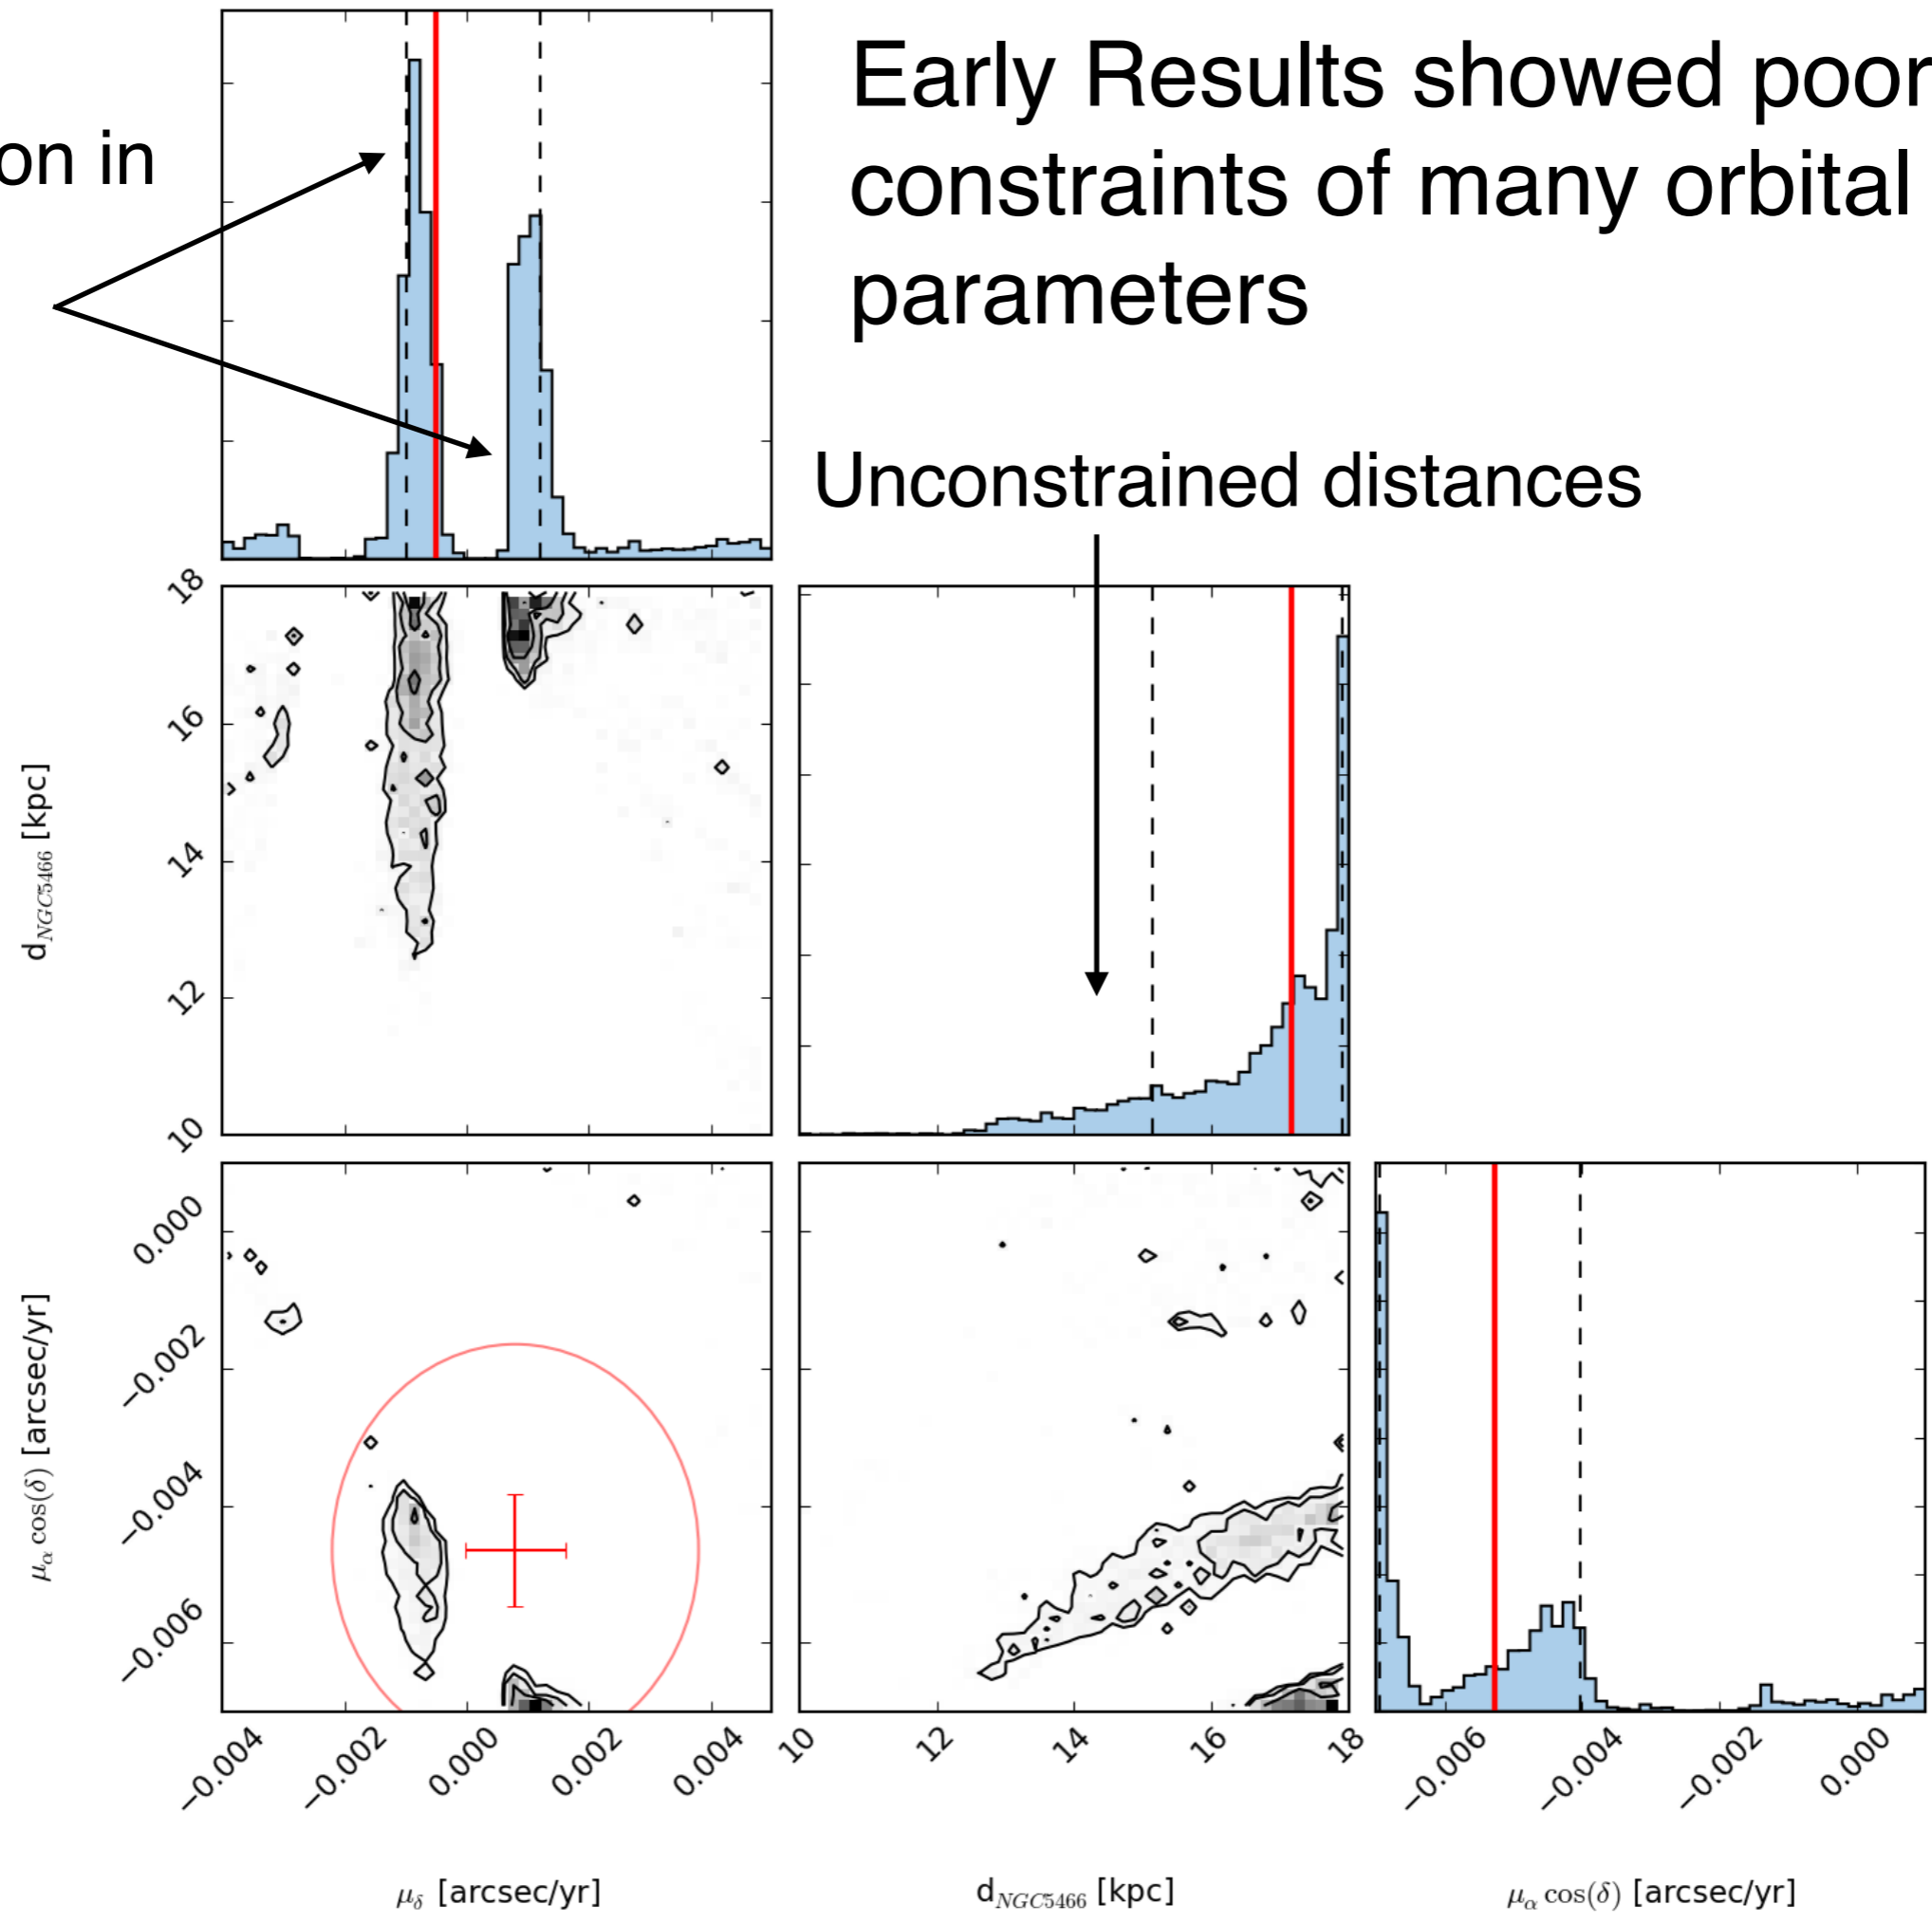 Early Results showed poor
constraints of many orbital
parameters
on in
Unconstrained distances
d_NGC5466 [kpc]
18
16
14
12
10
μ_α cos(δ) [arcsec/yr]
0.000
−0.002
−0.004
−0.006
−0.004 −0.002 0.000 0.002 0.004
10 12 14 16 18
−0.006 −0.004 −0.002 0.000
μ_δ [arcsec/yr]
d_NGC5466 [kpc]
μ_α cos(δ) [arcsec/yr]